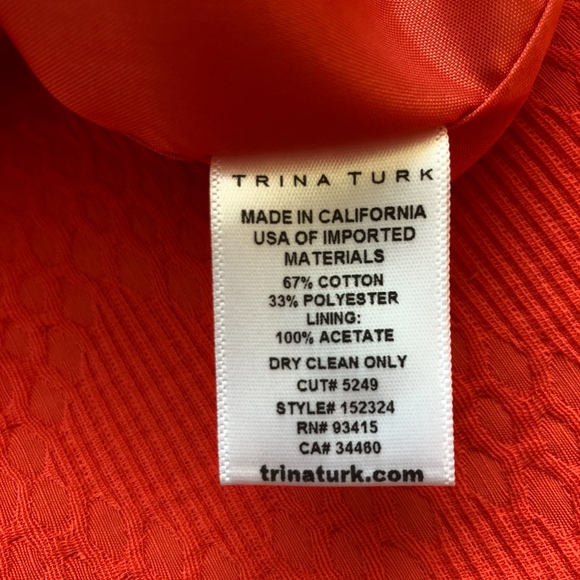 TRINA TURK
MADE IN CALIFORNIA
USA OF IMPORTED
MATERIALS
67% COTTON
33% POLYESTER
LINING:
100% ACETATE
DRY CLEAN ONLY
CUT# 5249
STYLE# 152324
RN# 93415
CA# 34460
trinaturk.com